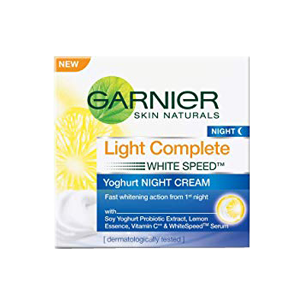 NEW
GARNIER
SKIN NATURALS
NIGHT
Light Complete
WHITE SPEED™
Yoghurt NIGHT CREAM
Fast whitening action from 1st night
with
Soy Yoghurt Probiotic Extract, Lemon
Essence, Vitamin Cᶜᵍ & WhiteSpeed™ Serum
[ dermatologically tested ]